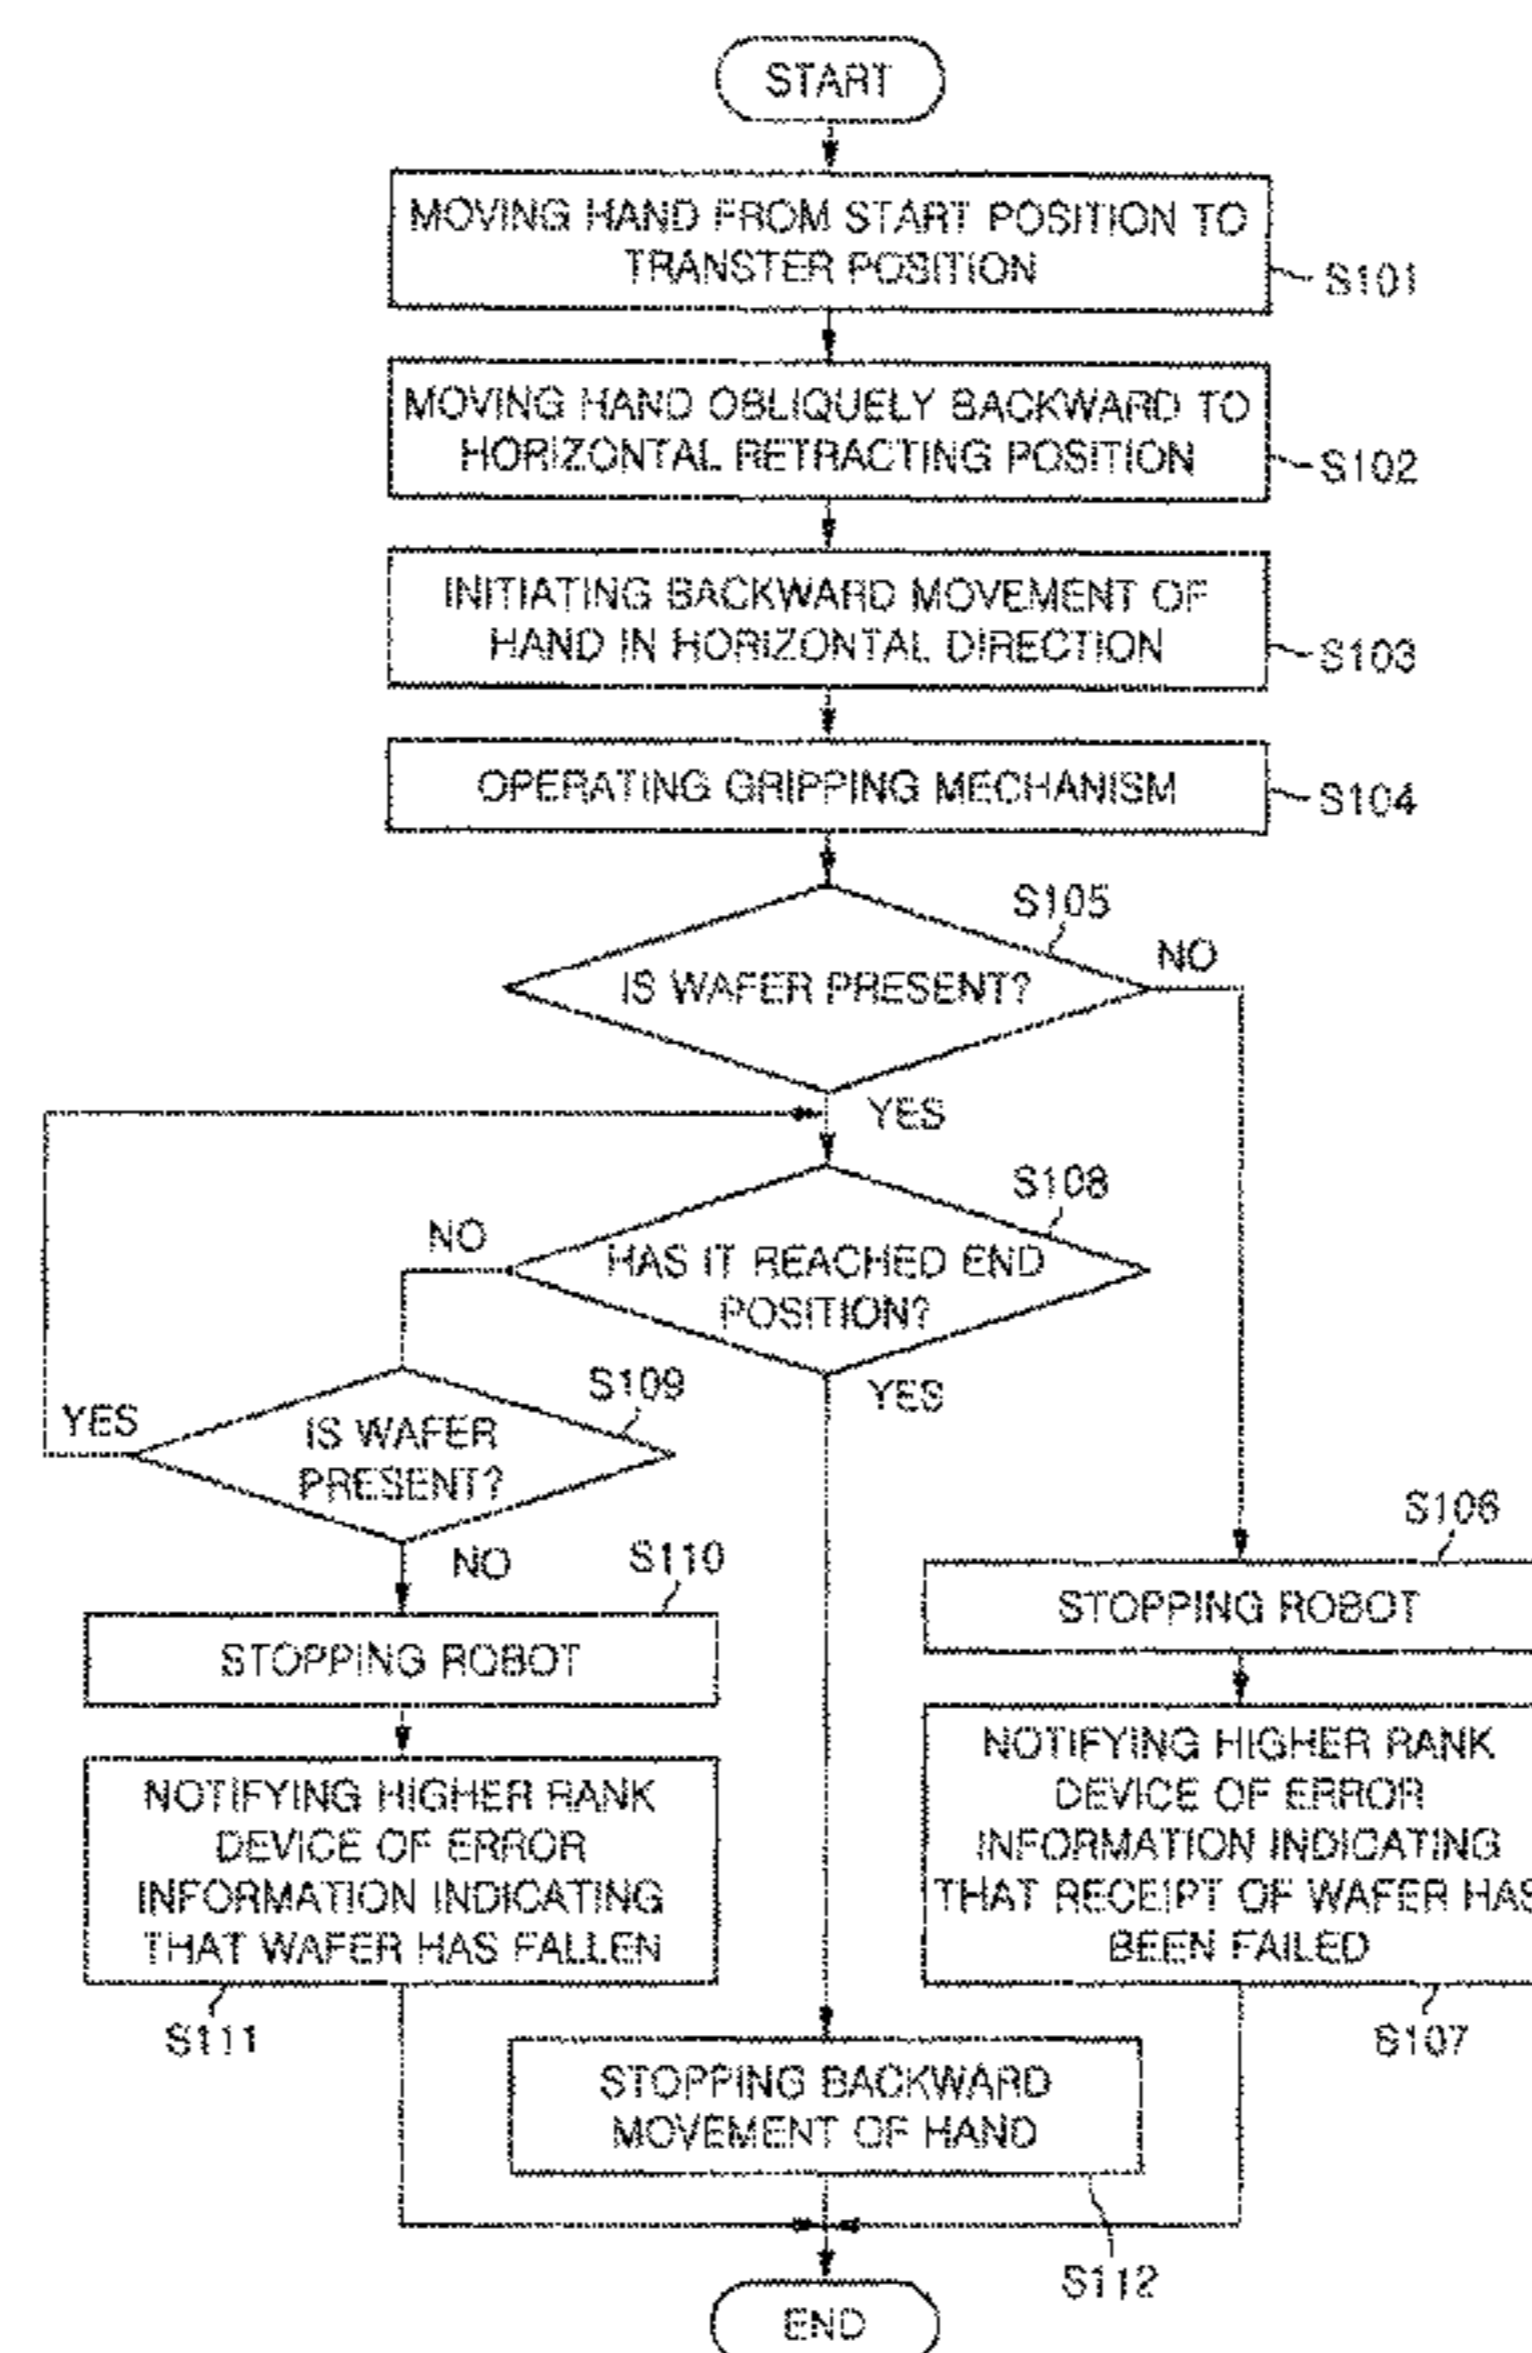 START
MOVING HAND FROM START POSITION TO
TRANSTER POSITION
S101
MOVING HAND OBLIQUELY BACKWARD TO
HORIZONTAL RETRACTING POSITION
S102
INITIATING BACKWARD MOVEMENT OF
HAND IN HORIZONTAL DIRECTION
S103
OPERATING GRIPPING MECHANISM
S104
S105
IS WAFER PRESENT?
NO
YES
S108
HAS IT REACHED END
POSITION?
NO
YES
S109
IS WAFER
PRESENT?
YES
NO
S110
STOPPING ROBOT
S106
STOPPING ROBOT
NOTIFYING HIGHER RANK
DEVICE OF ERROR
INFORMATION INDICATING
THAT WAFER HAS FALLEN
S111
NOTIFYING HIGHER RANK
DEVICE OF ERROR
INFORMATION INDICATING
THAT RECEIPT OF WAFER HAS
BEEN FAILED
S107
STOPPING BACKWARD
MOVEMENT OF HAND
S112
END